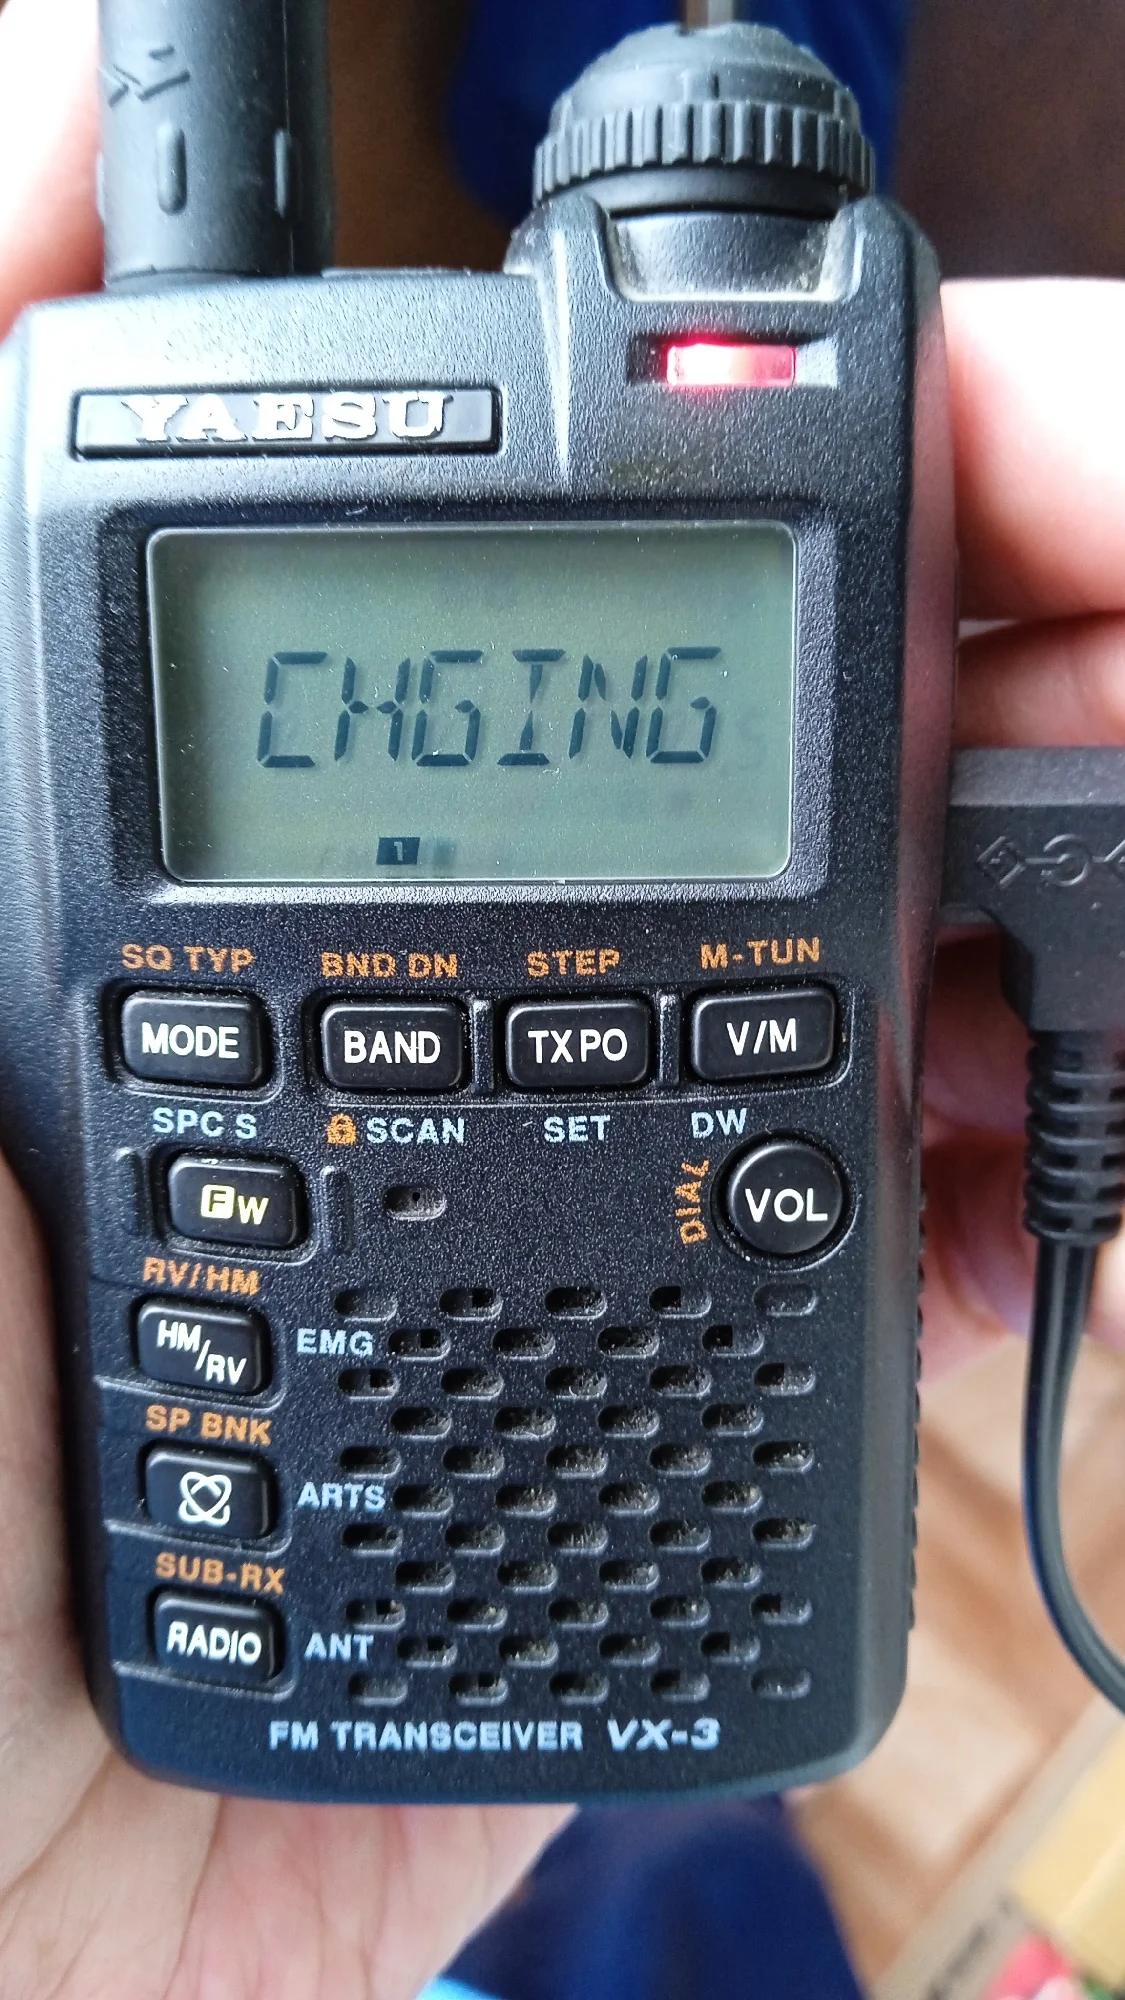 YAESU
CHGING
1
SQ TYP BND DN STEP M-TUN
MODE BAND TXPO V/M
SPC S SCAN SET DW
F W
DIAL
VOL
RV/HM
HM/RV EMG
SP BNK
ARTS
SUB-RX
RADIO ANT
FM TRANSCEIVER VX-3